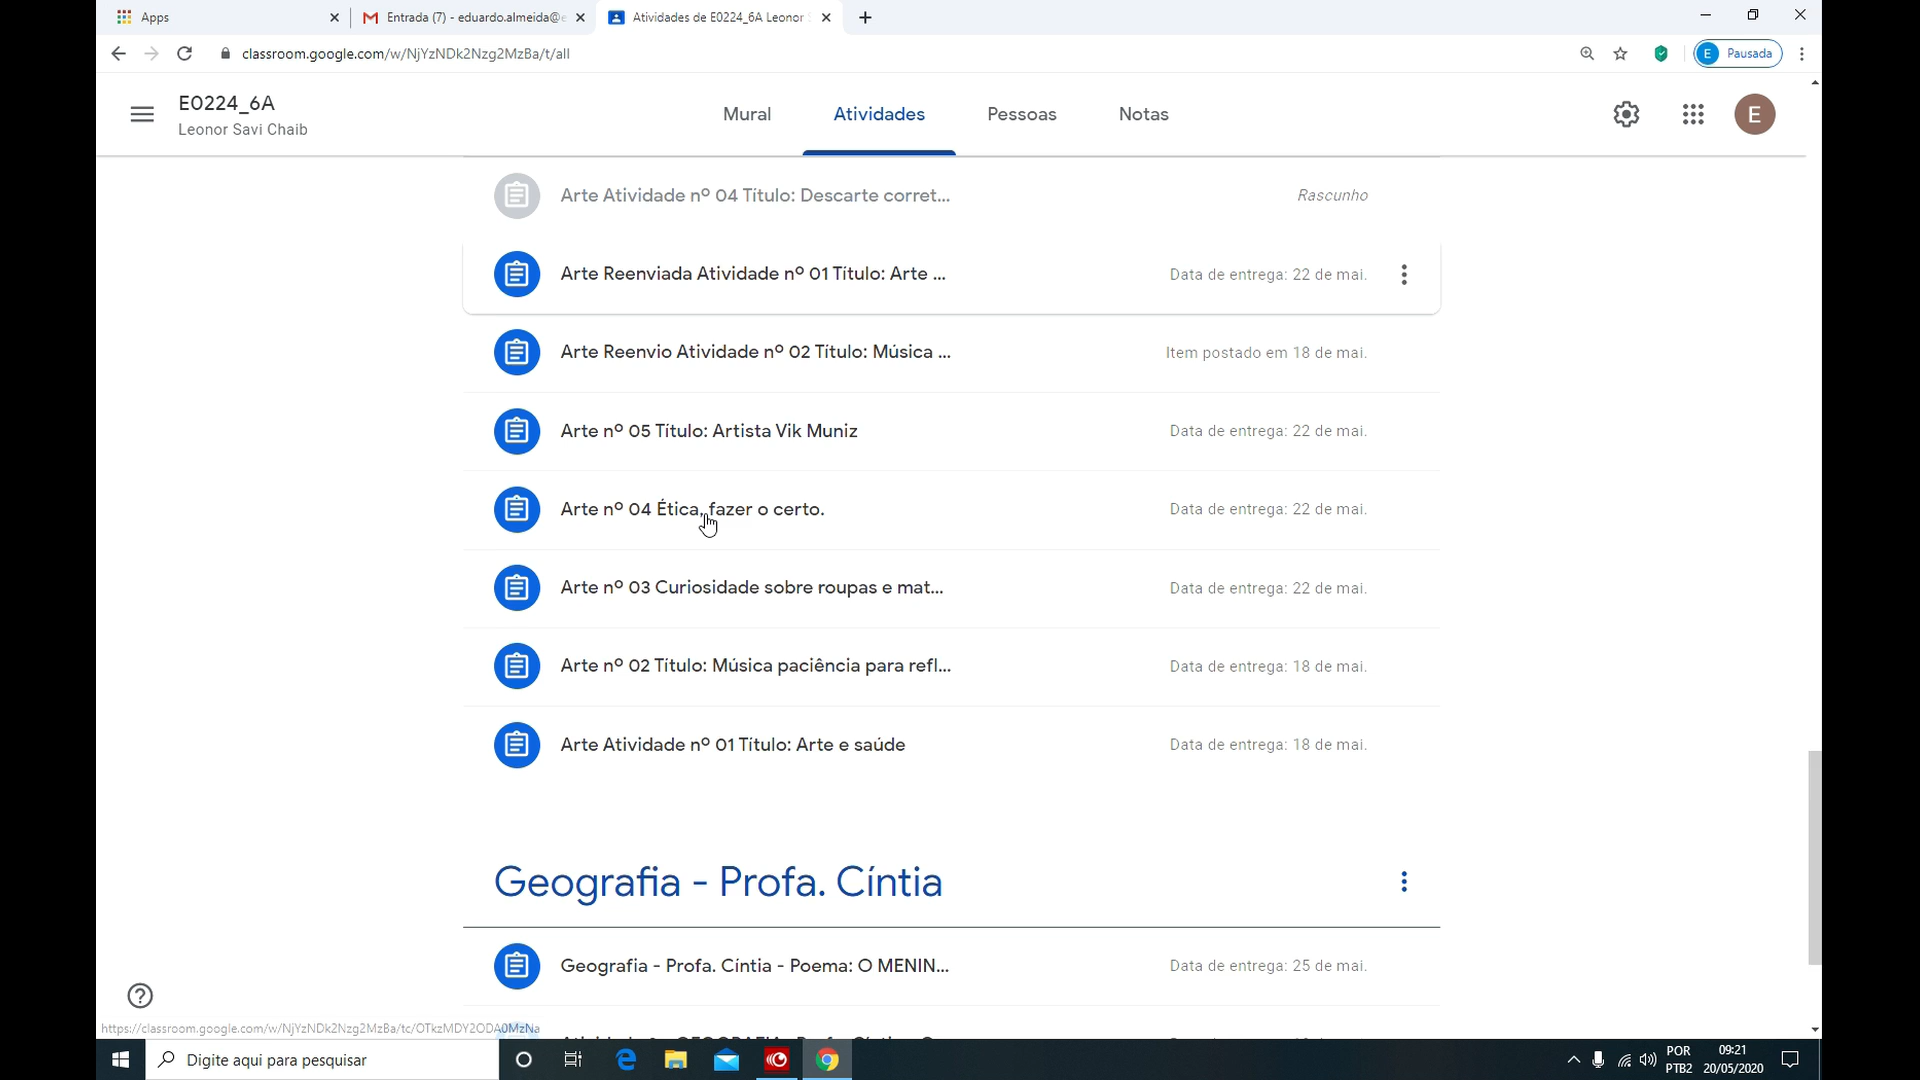 Apps
Entrada (7) - eduardo.almeida@e
Atividades de E0224_6A Leonor
classroom.google.com/w/NjYzNDk2Nzg2MzBa/t/all
E
Pausada
E0224_6A
Leonor Savi Chaib
Mural
Atividades
Pessoas
Notas
E
Arte Atividade nº 04 Título: Descarte corret...
Rascunho
Arte Reenviada Atividade nº 01 Título: Arte ...
Data de entrega: 22 de mai.
Arte Reenvio Atividade nº 02 Título: Música ...
Item postado em 18 de mai.
Arte nº 05 Título: Artista Vik Muniz
Data de entrega: 22 de mai.
Arte nº 04 Ética, fazer o certo.
Data de entrega: 22 de mai.
Arte nº 03 Curiosidade sobre roupas e mat...
Data de entrega: 22 de mai.
Arte nº 02 Título: Música paciência para refl...
Data de entrega: 18 de mai.
Arte Atividade nº 01 Título: Arte e saúde
Data de entrega: 18 de mai.
Geografia - Profa. Cíntia
Geografia - Profa. Cíntia - Poema: O MENIN...
Data de entrega: 25 de mai.
https://classroom.google.com/w/NjYzNDk2Nzg2MzBa/tc/OTkzMDY2ODA0MzNa
Digite aqui para pesquisar
POR
PTB2
09:21
20/05/2020